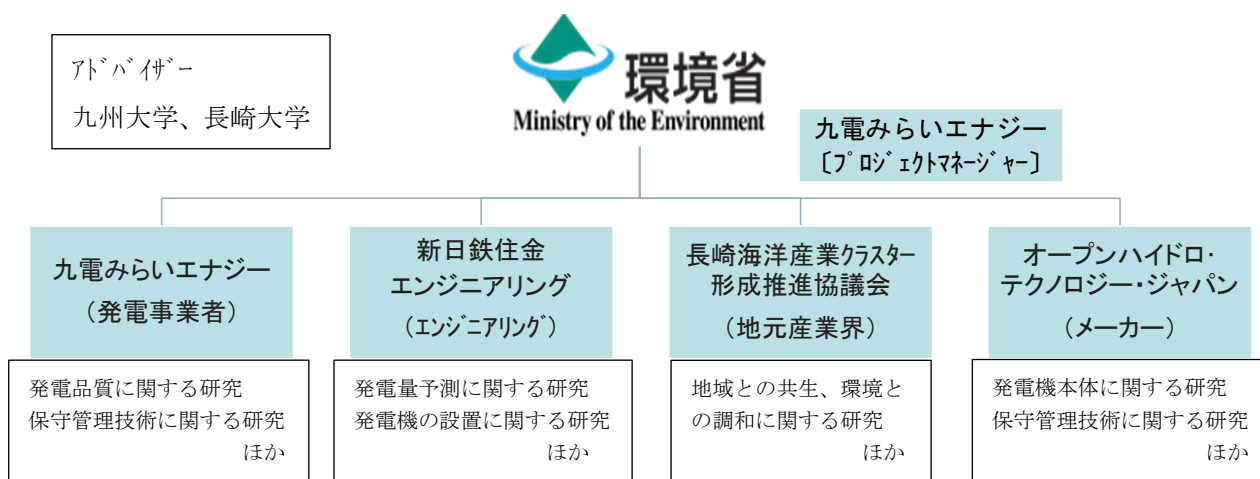 ｱﾄﾞﾊﾞｲｻﾞｰ
九州大学、長崎大学
環境省
Ministry of the Environment
九電みらいエナジー
〔ﾌﾟﾛｼﾞｪｸﾄﾏﾈｰｼﾞｬｰ〕
九電みらいエナジー
（発電事業者）
発電品質に関する研究
保守管理技術に関する研究
ほか
新日鉄住金
エンジニアリング
（ｴﾝｼﾞﾆｱﾘﾝｸﾞ）
発電量予測に関する研究
発電機の設置に関する研究
ほか
長崎海洋産業ｸﾗｽﾀｰ
形成推進協議会
（地元産業界）
地域との共生、環境と
の調和に関する研究
ほか
オープンハイドロ・
テクノロジー・ジャパン
（メーカー）
発電機本体に関する研究
保守管理技術に関する研究
ほか